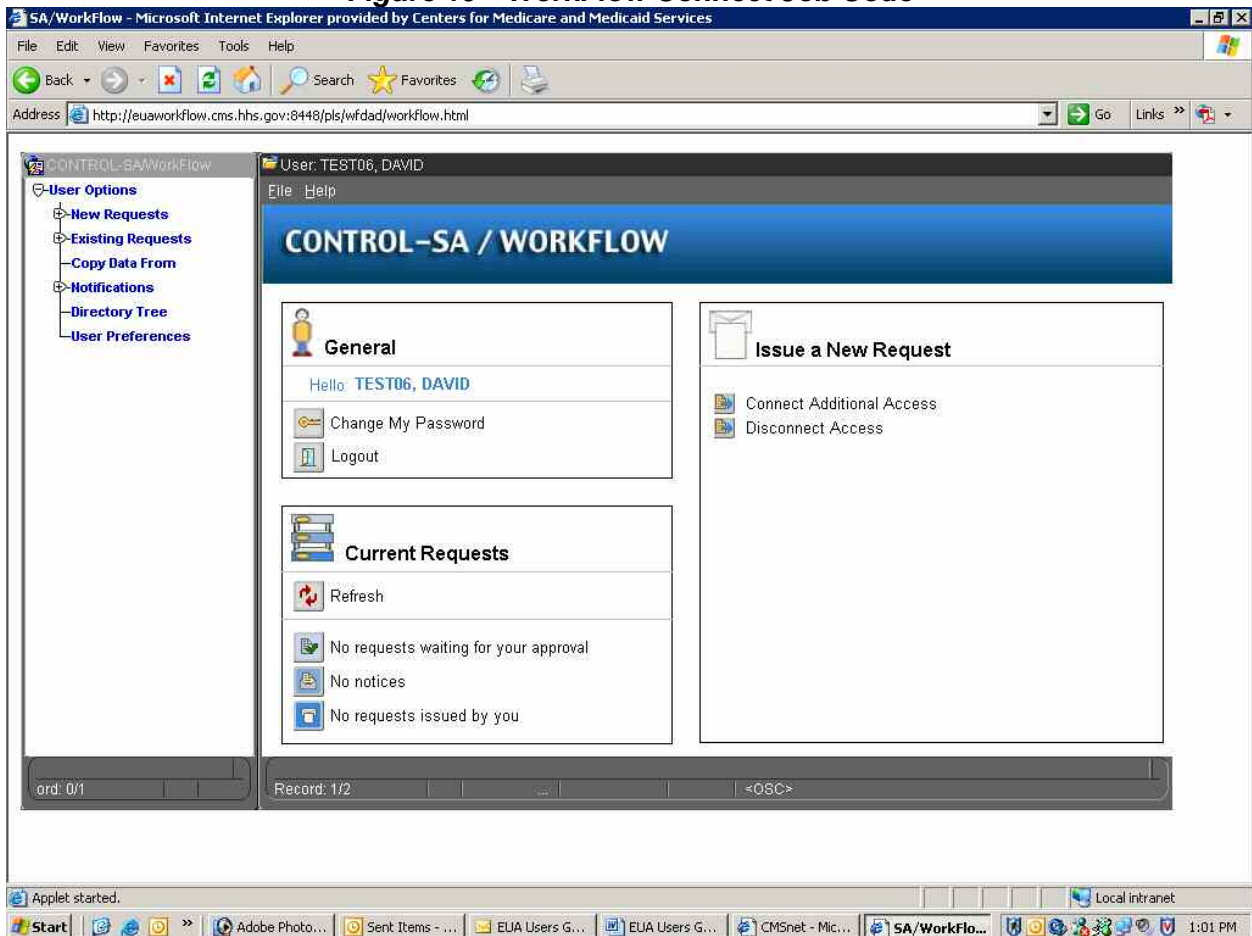 SA/WorkFlow - Microsoft Internet Explorer provided by Centers for Medicare and Medicaid Services
File Edit View Favorites Tools Help
Back Search Favorites
Address http://euaworkflow.cms.hhs.gov:8448/pls/wfdad/workflow.html Go Links »
CONTROL-SA/WorkFlow
User Options
New Requests
Existing Requests
Copy Data From
Notifications
Directory Tree
User Preferences
ord: 0/1
User: TEST06, DAVID
File Help
CONTROL-SA / WORKFLOW
General
Hello: TEST06, DAVID
Change My Password
Logout
Current Requests
Refresh
No requests waiting for your approval
No notices
No requests issued by you
Issue a New Request
Connect Additional Access
Disconnect Access
Record: 1/2 ... <OSC>
Applet started. Local intranet
Start » Adobe Photo... Sent Items - ... EUA Users G... EUA Users G... CMSnet - Mic... SA/WorkFlo... 1:01 PM